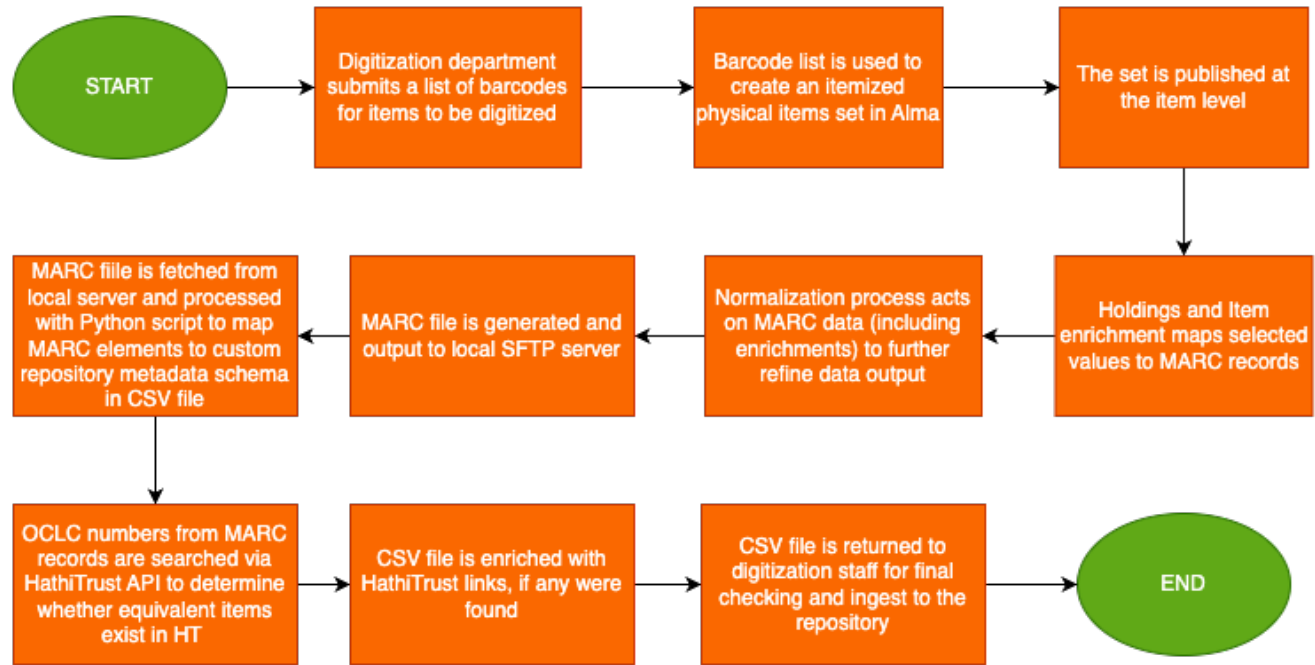 START
Digitization department
submits a list of barcodes
for items to be digitized
Barcode list is used to
create an itemized
physical items set in Alma
The set is published at
the item level
Holdings and Item
enrichment maps selected
values to MARC records
Normalization process acts
on MARC data (including
enrichments) to further
refine data output
MARC file is generated and
output to local SFTP server
MARC fiile is fetched from
local server and processed
with Python script to map
MARC elements to custom
repository metadata schema
in CSV file
OCLC numbers from MARC
records are searched via
HathiTrust API to determine
whether equivalent items
exist in HT
CSV file is enriched with
HathiTrust links, if any were
found
CSV file is returned to
digitization staff for final
checking and ingest to the
repository
END